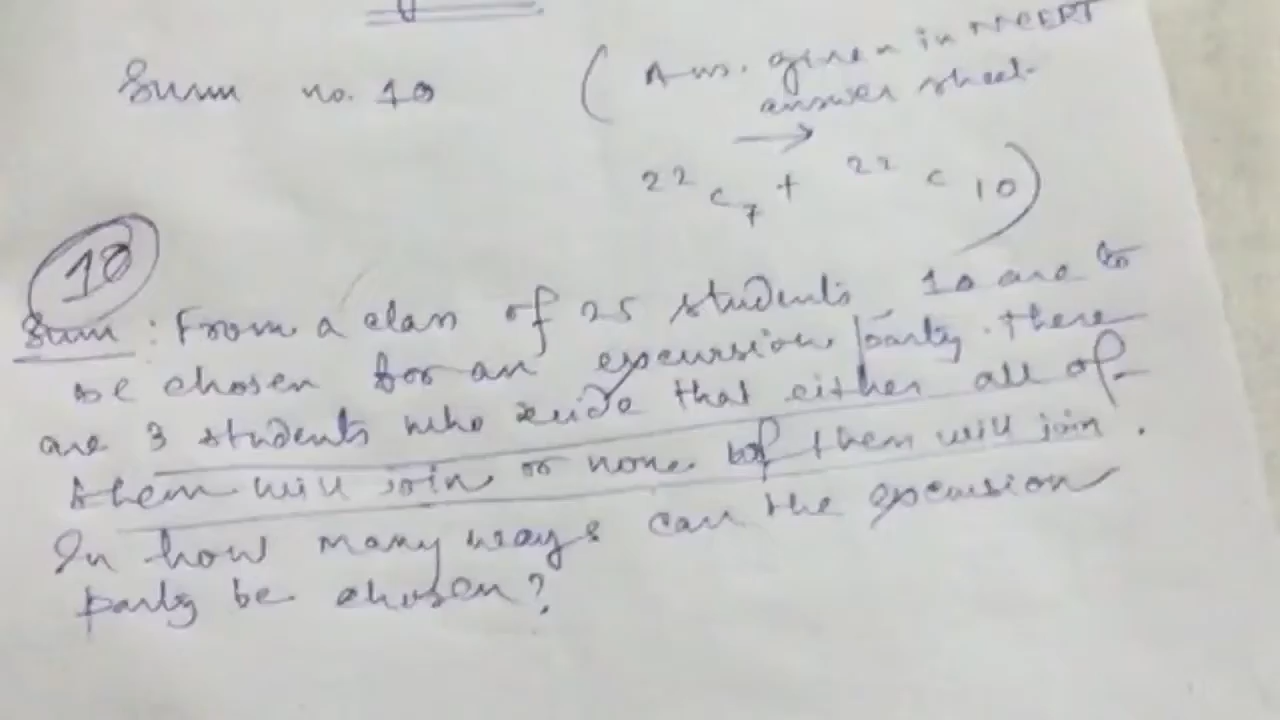 Sum no. 10
( Ans. given in NCERT
answer sheet.
→
²²C₇ + ²²C₁₀ )
10
Sum : From a class of 25 students, 10 are to
be chosen for an excursion party. There
are 3 students who decide that either all of
them will join or none of them will join.
In how many ways can the excursion
party be chosen?